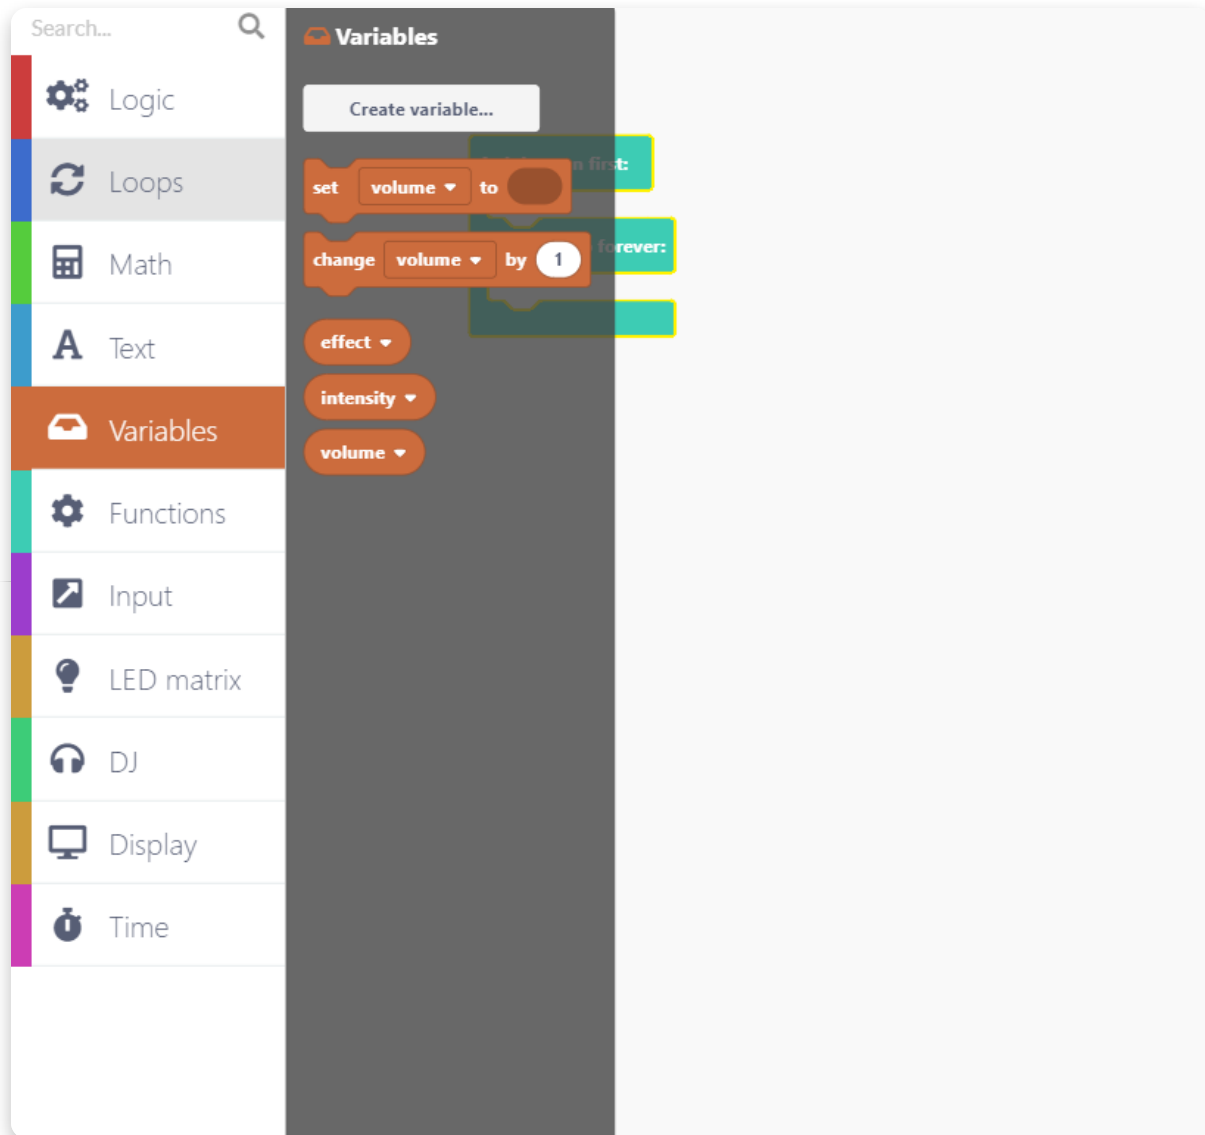 Search...
Logic
Loops
Math
Text
Variables
Functions
Input
LED matrix
DJ
Display
Time
Variables
Create variable...
set volume to
change volume by 1
effect
intensity
volume
first:
forever: